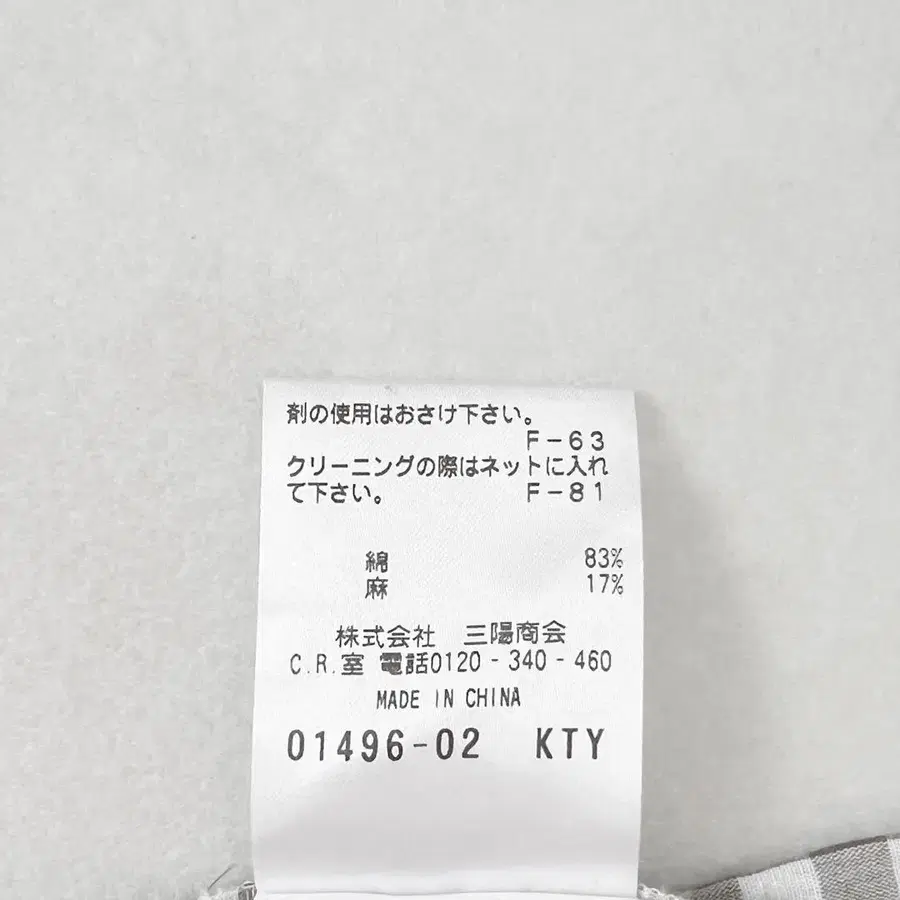 剤の使用はおさけ下さい。
F-63
クリーニングの際はネットに入れ
て下さい。 F-81
綿 83%
麻 17%
株式会社 三陽商会
C.R.室 電話0120-340-460
MADE IN CHINA
01496-02 KTY